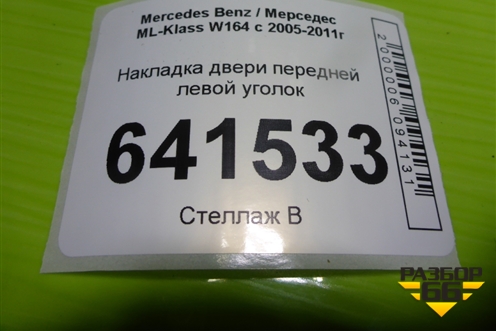 Mercedes Benz / Мерседес
ML-Klass W164 с 2005-2011г
Накладка двери передней
левой уголок
641533
Стеллаж В
2000006094131
РАЗБОР
66